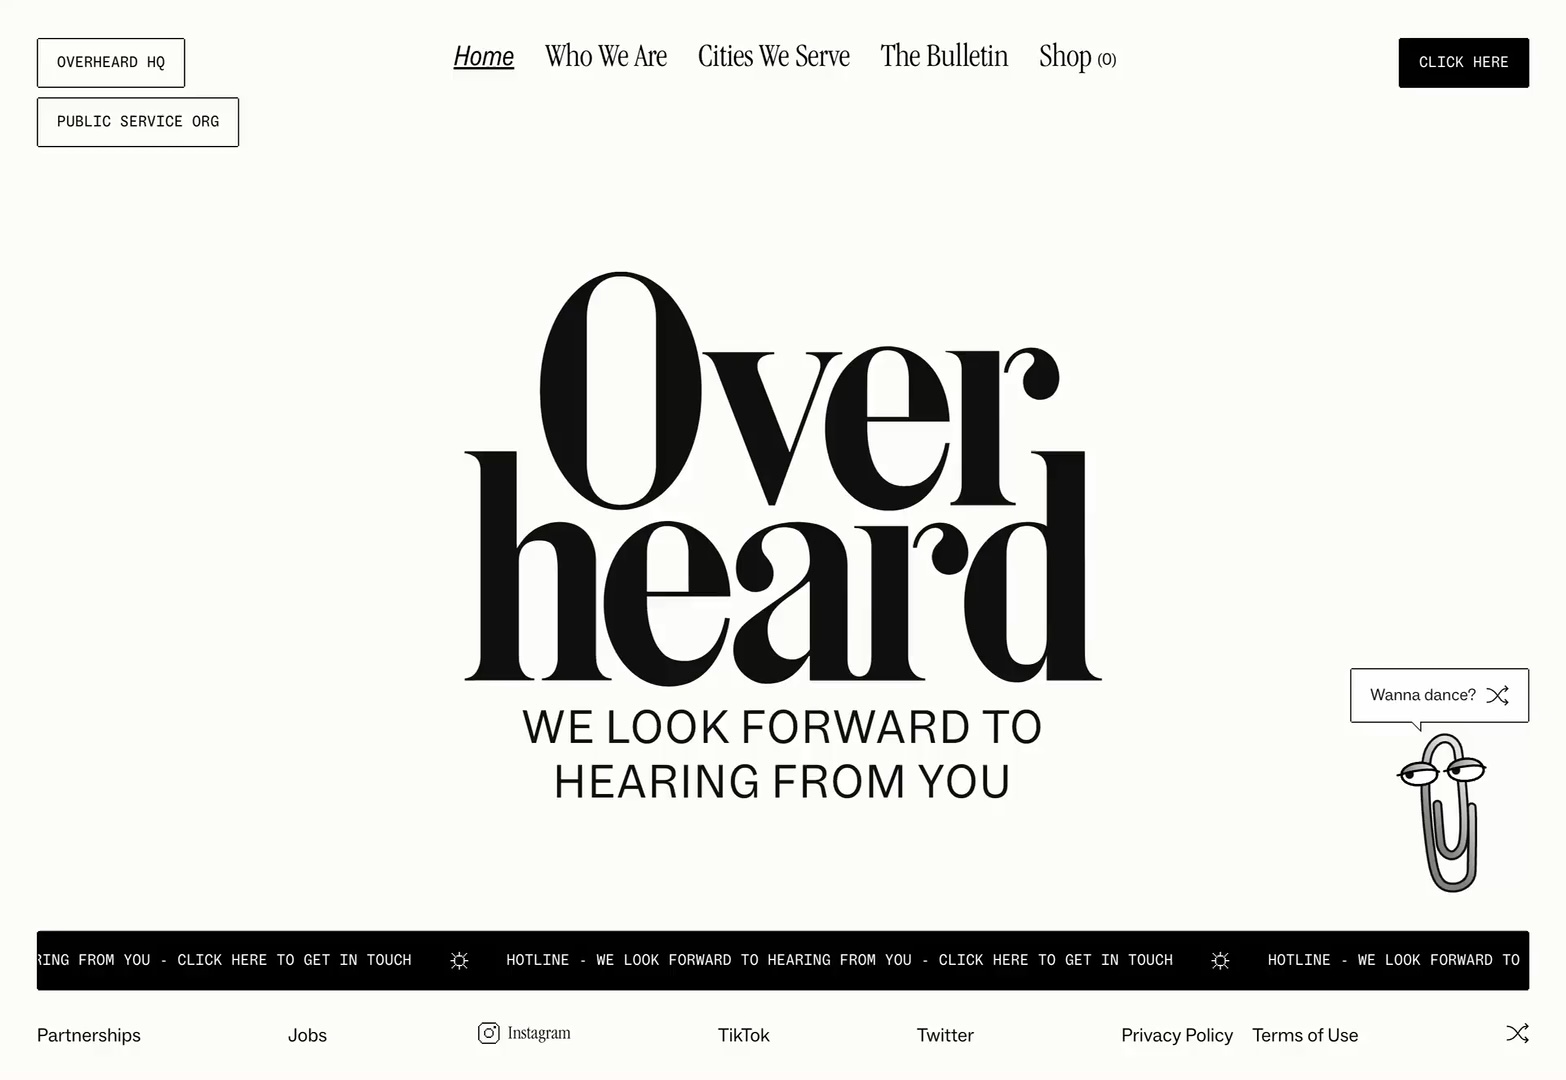 OVERHEARD HQ
Home Who We Are Cities We Serve The Bulletin Shop (0)
CLICK HERE
PUBLIC SERVICE ORG
Over
heard
WE LOOK FORWARD TO
HEARING FROM YOU
Wanna dance?
RING FROM YOU - CLICK HERE TO GET IN TOUCH HOTLINE - WE LOOK FORWARD TO HEARING FROM YOU - CLICK HERE TO GET IN TOUCH HOTLINE - WE LOOK FORWARD TO
Partnerships Jobs Instagram TikTok Twitter Privacy Policy Terms of Use